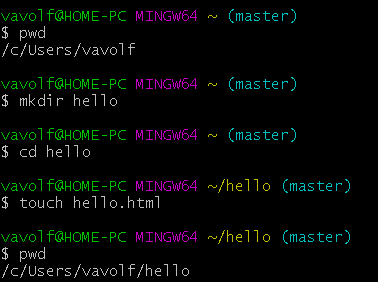 vavolf@HOME-PC MINGW64 ~ (master)
$ pwd
/c/Users/vavolf
vavolf@HOME-PC MINGW64 ~ (master)
$ mkdir hello
vavolf@HOME-PC MINGW64 ~ (master)
$ cd hello
vavolf@HOME-PC MINGW64 ~/hello (master)
$ touch hello.html
vavolf@HOME-PC MINGW64 ~/hello (master)
$ pwd
/c/Users/vavolf/hello